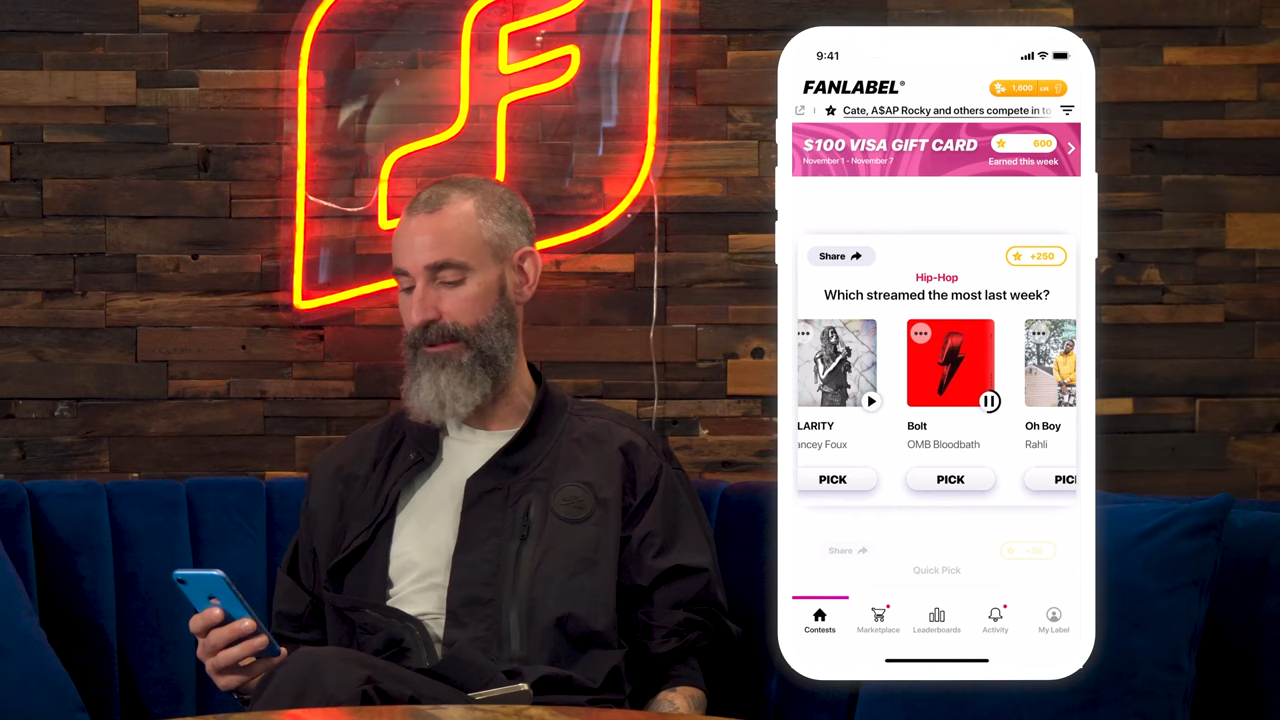 9:41
FANLABEL®
1,600 LVL
Cate, A$AP Rocky and others compete in to
$100 VISA GIFT CARD
600
November 1 - November 7
Earned this week
Share
+250
Hip-Hop
Which streamed the most last week?
LARITY
Bolt
Oh Boy
ancey Foux
OMB Bloodbath
Rahli
PICK
PICK
PIC
Share
+50
Quick Pick
Contests
Marketplace
Leaderboards
Activity
My Label